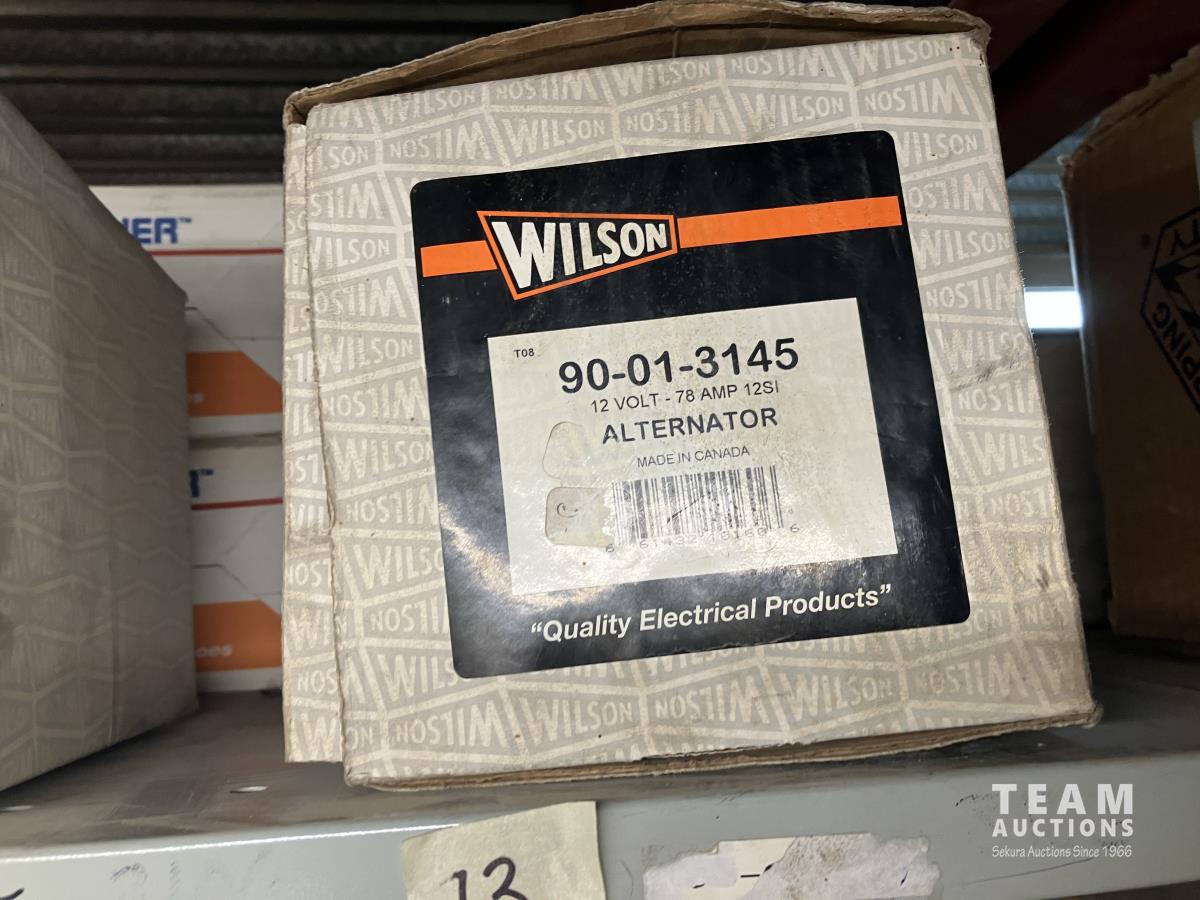 WILSON
T08
90-01-3145
12 VOLT - 78 AMP 12SI
ALTERNATOR
MADE IN CANADA
"Quality Electrical Products"
13
TEAM
AUCTIONS
Sekura Auctions Since 1966